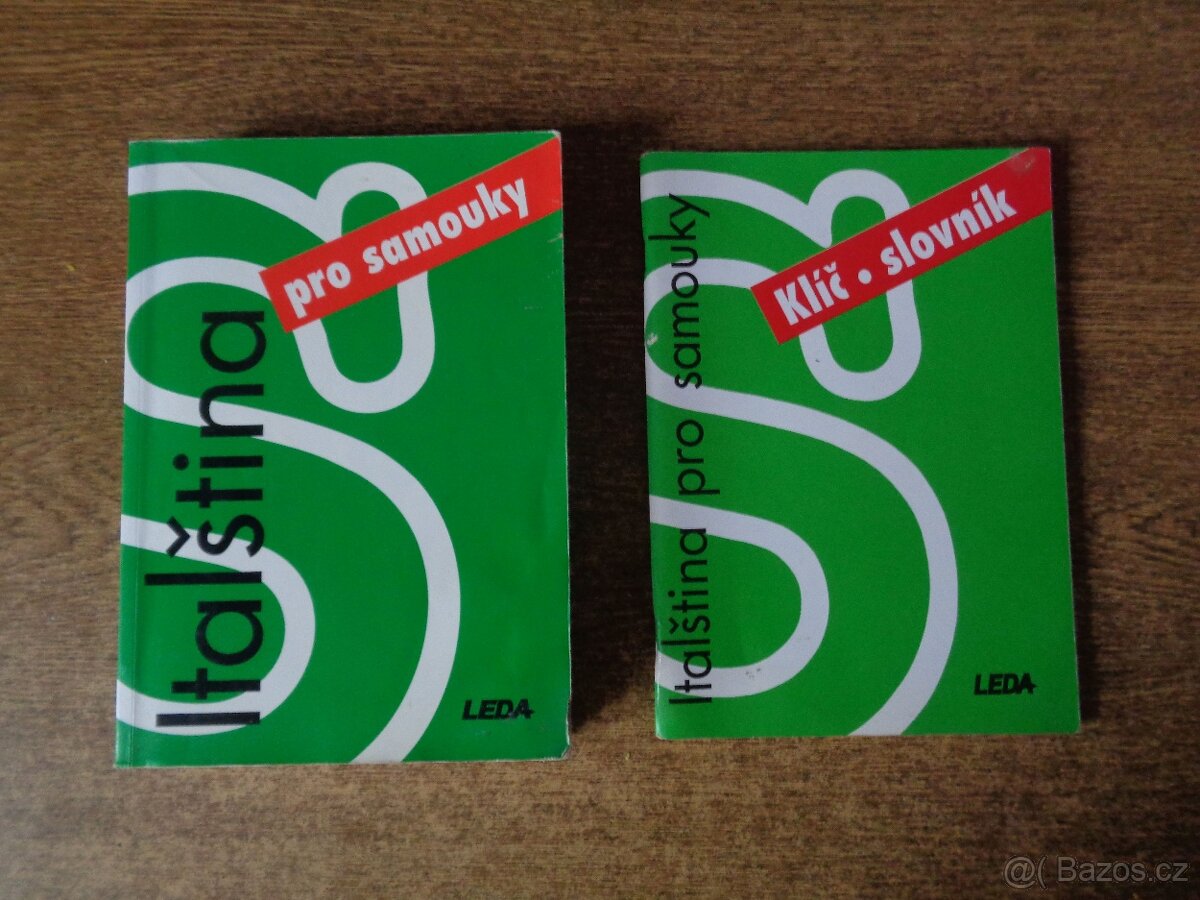 Italština
pro samouky
LEDA
Italština pro samouky
Klíč • slovník
LEDA
@( Bazos.cz